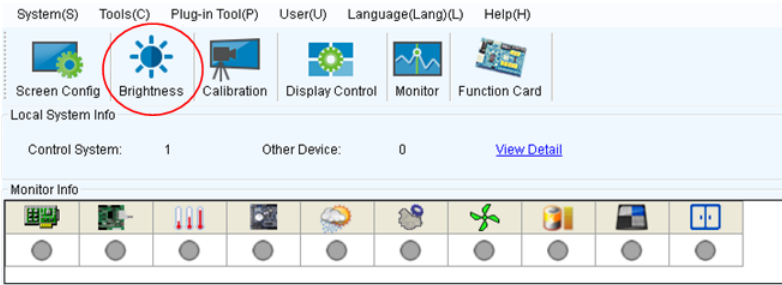 System(S) Tools(C) Plug-in Tool(P) User(U) Language(Lang)(L) Help(H)
Screen Config Brightness Calibration Display Control Monitor Function Card
Local System Info
Control System: 1 Other Device: 0 View Detail
Monitor Info